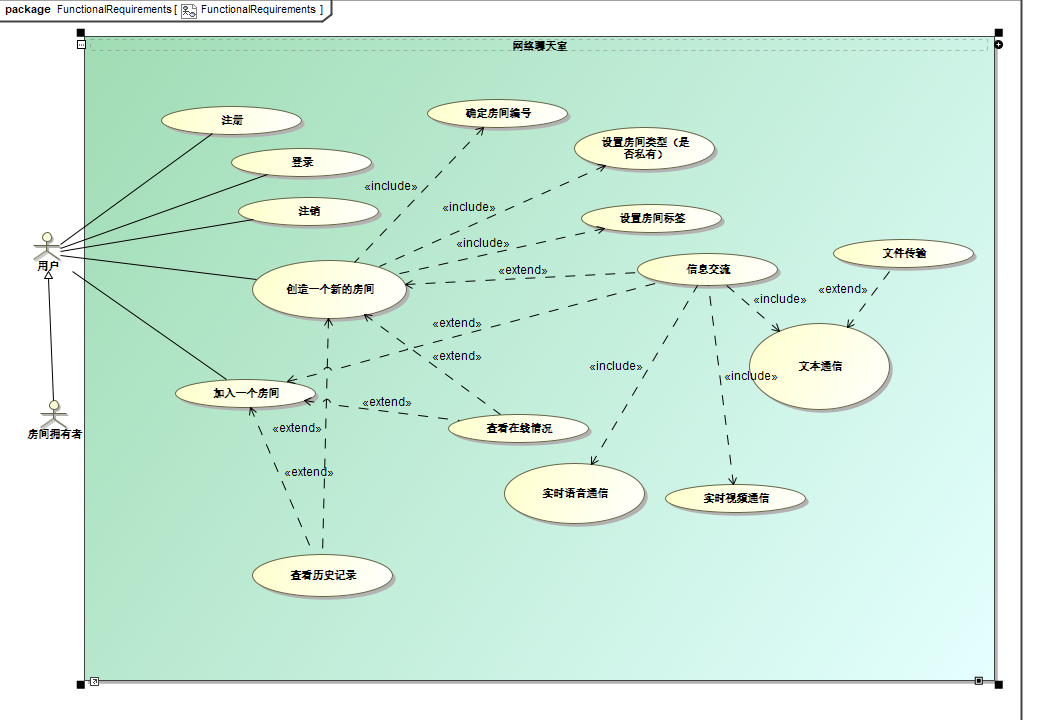 package FunctionalRequirements [ FunctionalRequirements ]
网络聊天室
注册
确定房间编号
设置房间类型（是
否私有）
登录
«include»
注销
«include»
设置房间标签
用户
«include»
信息交流
文件传输
«extend»
创造一个新的房间
«include»
«extend»
«extend»
«extend»
«include»
文本通信
«include»
加入一个房间
«extend»
房间拥有者
«extend»
查看在线情况
«extend»
实时语音通信
实时视频通信
查看历史记录